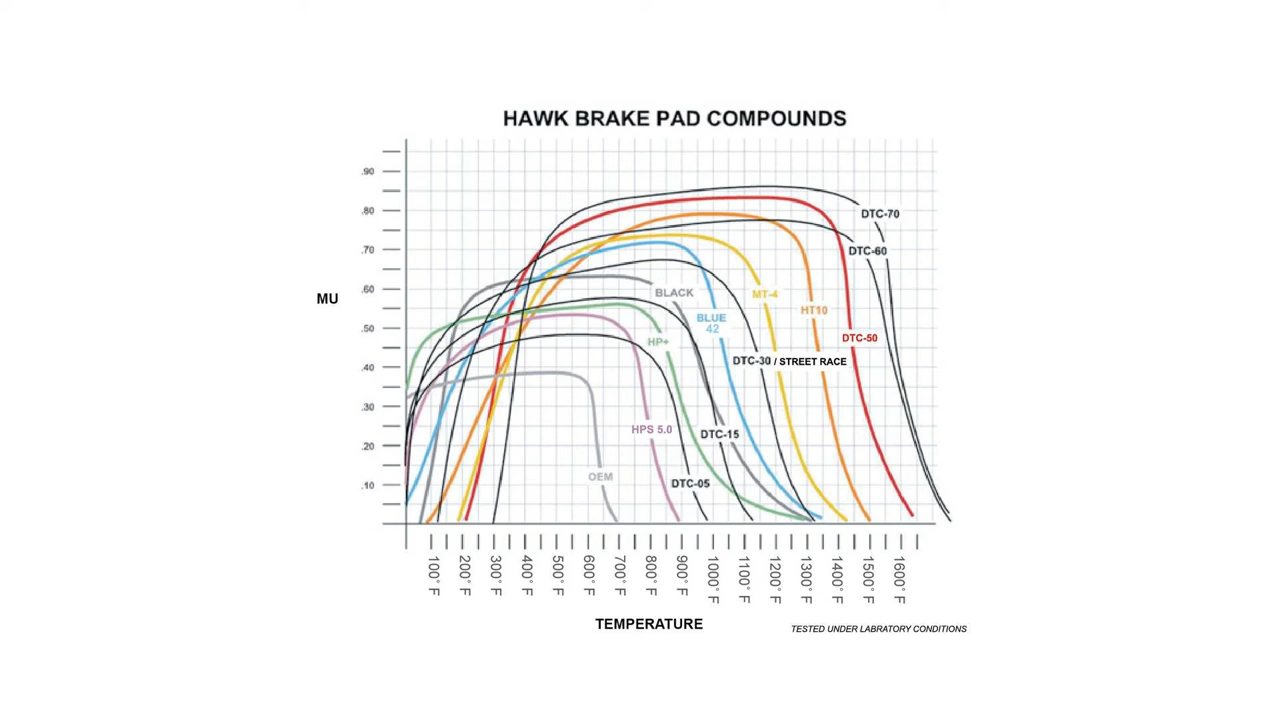 HAWK BRAKE PAD COMPOUNDS
.90
.80
.70
.60
.50
.40
.30
.20
.10
MU
DTC-70
DTC-60
BLACK
MT-4
HT10
BLUE
42
HP+
DTC-50
DTC-30 / STREET RACE
HPS 5.0
DTC-15
OEM
DTC-05
100° F
200° F
300° F
400° F
500° F
600° F
700° F
800° F
900° F
1000° F
1100° F
1200° F
1300° F
1400° F
1500° F
1600° F
TEMPERATURE
TESTED UNDER LABRATORY CONDITIONS